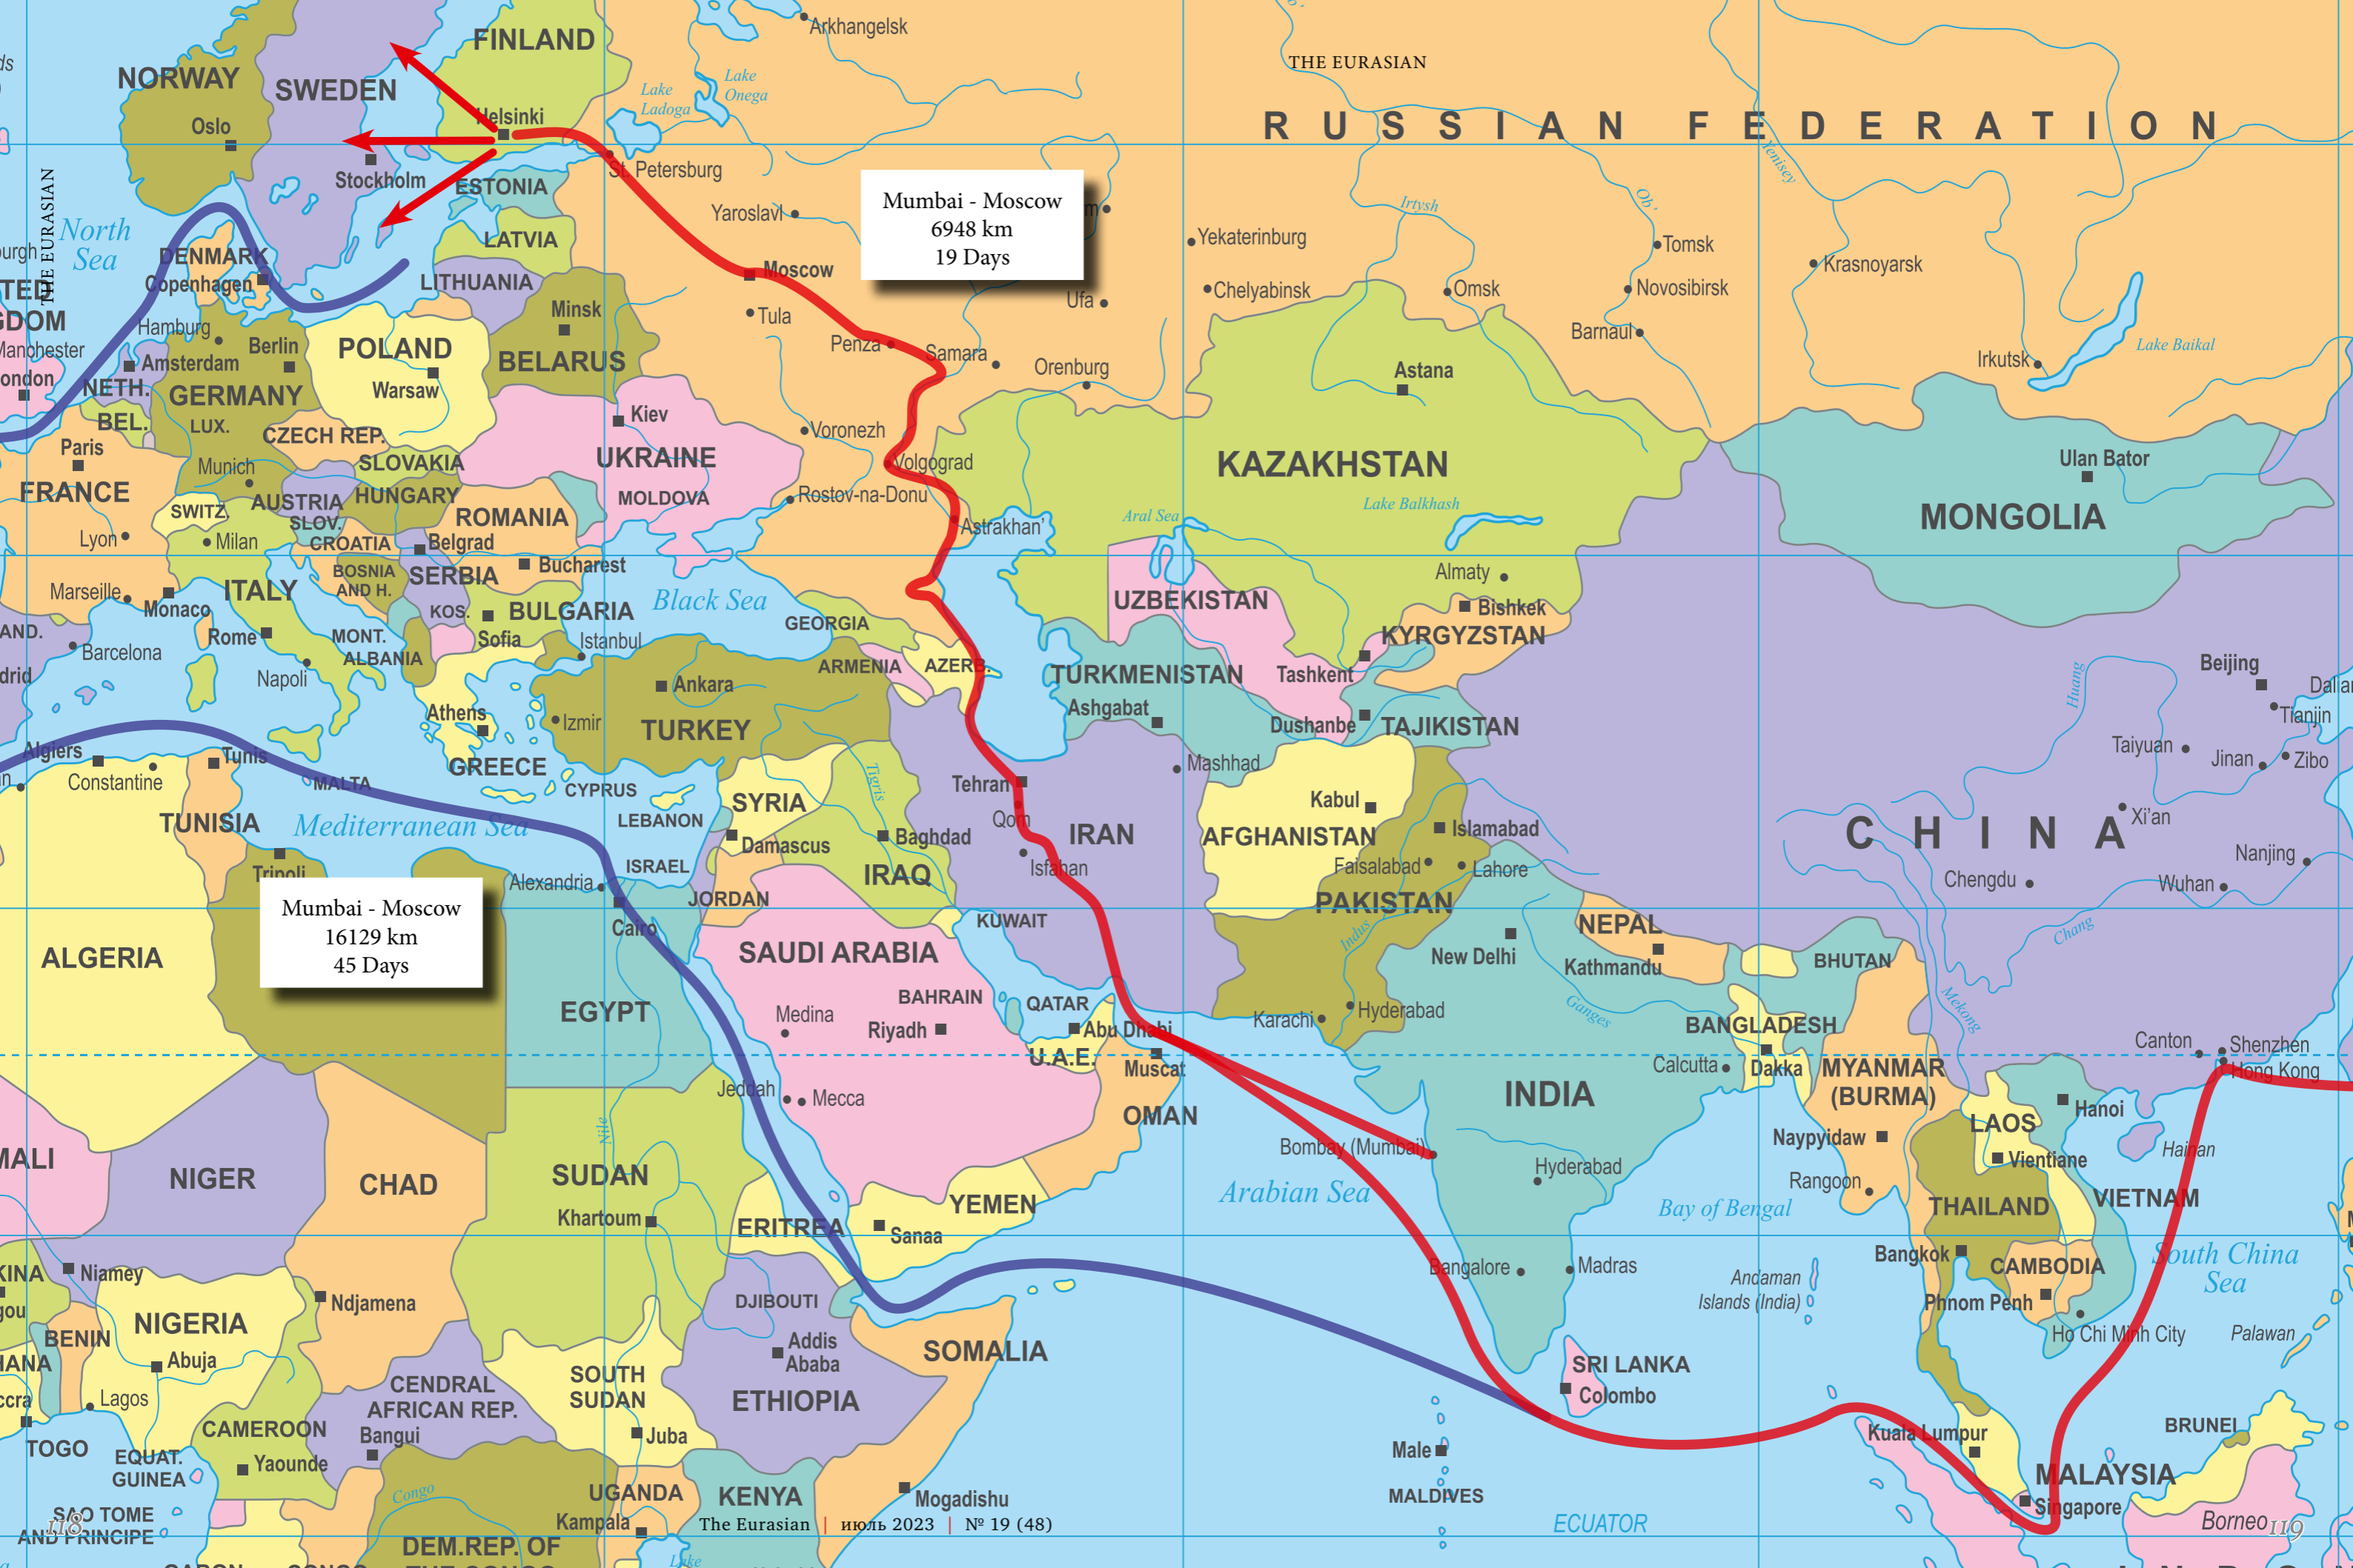 Arkhangelsk
FINLAND
THE EURASIAN
NORWAY
SWEDEN
Lake
Onega
Lake
Ladoga
Helsinki
Oslo
RUSSIAN FEDERATION
Yenisey
Stockholm
St. Petersburg
ESTONIA
THE EURASIAN
Mumbai - Moscow
6948 km
19 Days
Yaroslavl
Irtysh
Ob'
North
Sea
LATVIA
Yekaterinburg
Tomsk
DENMARK
Copenhagen
LITHUANIA
Moscow
Krasnoyarsk
Chelyabinsk
Omsk
Novosibirsk
Ufa
Minsk
Tula
Hamburg
Berlin
POLAND
BELARUS
Penza
Samara
Orenburg
Barnaul
Irkutsk
Lake Baikal
Manchester
Amsterdam
NETH.
GERMANY
Warsaw
Astana
BEL.
LUX.
Kiev
Voronezh
Paris
CZECH REP.
UKRAINE
Volgograd
KAZAKHSTAN
Ulan Bator
Munich
SLOVAKIA
FRANCE
AUSTRIA
HUNGARY
MOLDOVA
Rostov-na-Donu
Lake Balkhash
Aral Sea
MONGOLIA
SWITZ.
SLOV.
ROMANIA
Astrakhan'
Lyon
Milan
CROATIA
Belgrad
Bucharest
BOSNIA
AND H.
SERBIA
Almaty
Marseille
Monaco
ITALY
KOS.
BULGARIA
Black Sea
UZBEKISTAN
Bishkek
KYRGYZSTAN
GEORGIA
Rome
MONT.
Sofia
Istanbul
Barcelona
ALBANIA
ARMENIA
AZERB.
TURKMENISTAN
Tashkent
Beijing
Huang
Napoli
Ankara
Ashgabat
Athens
Izmir
TURKEY
Dushanbe
TAJIKISTAN
Tianjin
Algiers
Tunis
Taiyuan
Jinan
Zibo
Constantine
MALTA
GREECE
CYPRUS
SYRIA
Tigris
Tehran
Mashhad
Kabul
TUNISIA
Mediterranean Sea
LEBANON
Qom
IRAN
AFGHANISTAN
Islamabad
CHINA
Xi'an
Damascus
Baghdad
Tripoli
ISRAEL
IRAQ
Isfahan
Faisalabad
Lahore
Nanjing
Chengdu
Wuhan
Alexandria
JORDAN
PAKISTAN
Mumbai - Moscow
16129 km
45 Days
Cairo
KUWAIT
Indus
NEPAL
Chang
ALGERIA
SAUDI ARABIA
New Delhi
Kathmandu
BHUTAN
BAHRAIN
QATAR
EGYPT
Medina
Riyadh
Abu Dhabi
Karachi
Hyderabad
Ganges
Mekong
BANGLADESH
U.A.E.
Muscat
Calcutta
Dakka
MYANMAR
(BURMA)
Canton
Shenzhen
Hong Kong
Jeddah
Mecca
OMAN
INDIA
Hanoi
LAOS
Nile
Bombay (Mumbai)
Naypyidaw
Vientiane
Hainan
NIGER
CHAD
SUDAN
Hyderabad
Arabian Sea
Rangoon
Bay of Bengal
THAILAND
VIETNAM
Khartoum
ERITREA
YEMEN
Sanaa
Niamey
Bangalore
Madras
Andaman
Islands (India)
Bangkok
CAMBODIA
South China
Sea
Ndjamena
DJIBOUTI
Phnom Penh
Ho Chi Minh City
Palawan
NIGERIA
BENIN
Abuja
Addis
Ababa
SOMALIA
SRI LANKA
Colombo
Lagos
CENDRAL
AFRICAN REP.
SOUTH
SUDAN
ETHIOPIA
CAMEROON
Bangui
Juba
Male
Kuala Lumpur
BRUNEI
TOGO
EQUAT.
GUINEA
Yaounde
MALAYSIA
Congo
UGANDA
KENYA
Mogadishu
MALDIVES
Singapore
SAO TOME
AND PRINCIPE
118
Kampala
The Eurasian | июль 2023 | № 19 (48)
ECUATOR
Borneo
119
DEM.REP. OF
THE CONGO
Lake